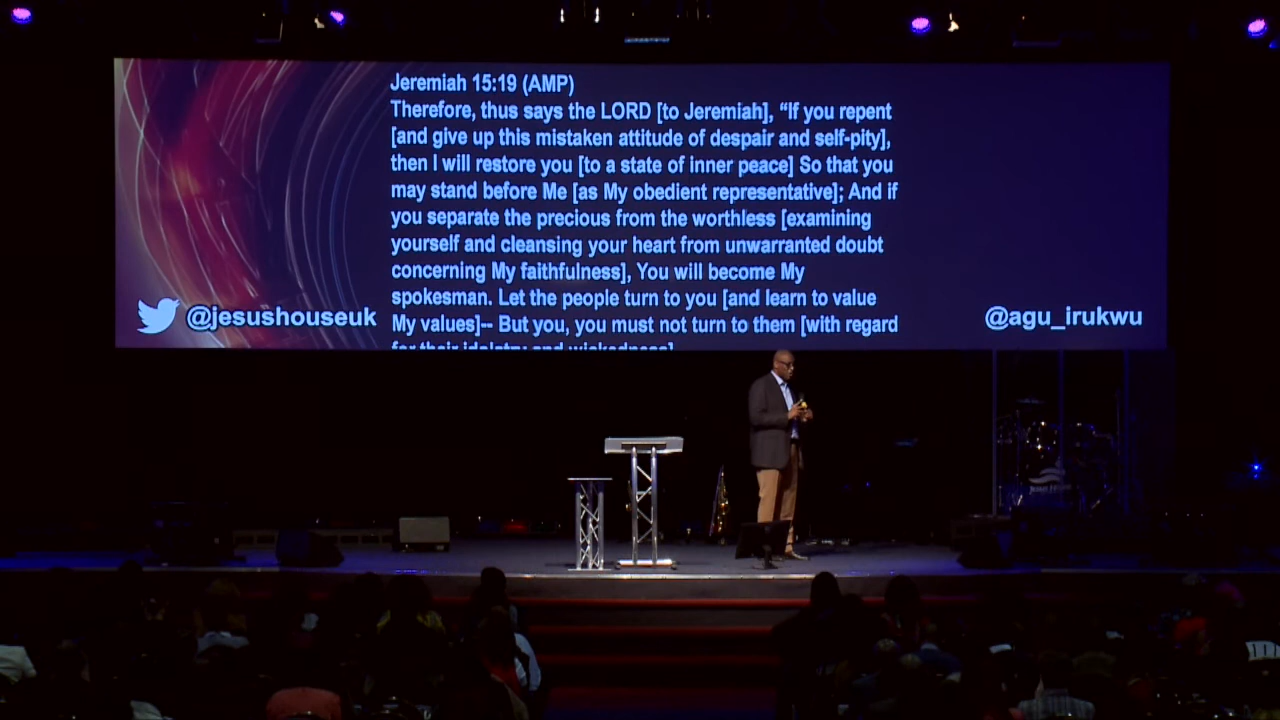 Jeremiah 15:19 (AMP)
Therefore, thus says the LORD [to Jeremiah], “If you repent
[and give up this mistaken attitude of despair and self-pity],
then I will restore you [to a state of inner peace] So that you
may stand before Me [as My obedient representative]; And if
you separate the precious from the worthless [examining
yourself and cleansing your heart from unwarranted doubt
concerning My faithfulness], You will become My
spokesman. Let the people turn to you [and learn to value
My values]-- But you, you must not turn to them [with regard
for their idolatry and wickedness]
@jesushouseuk
@agu_irukwu